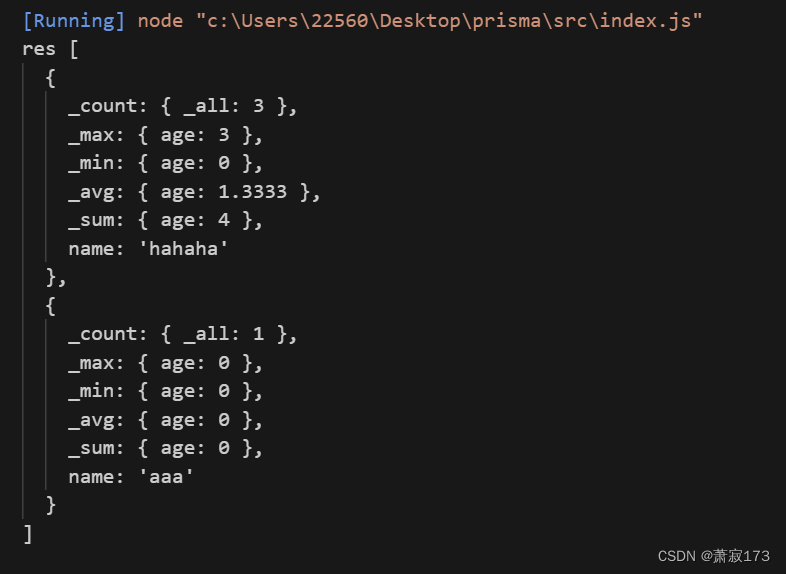 [Running] node "c:\Users\22560\Desktop\prisma\src\index.js"
res [
  {
    _count: { _all: 3 },
    _max: { age: 3 },
    _min: { age: 0 },
    _avg: { age: 1.3333 },
    _sum: { age: 4 },
    name: 'hahaha'
  },
  {
    _count: { _all: 1 },
    _max: { age: 0 },
    _min: { age: 0 },
    _avg: { age: 0 },
    _sum: { age: 0 },
    name: 'aaa'
  }
]
CSDN @萧寂173